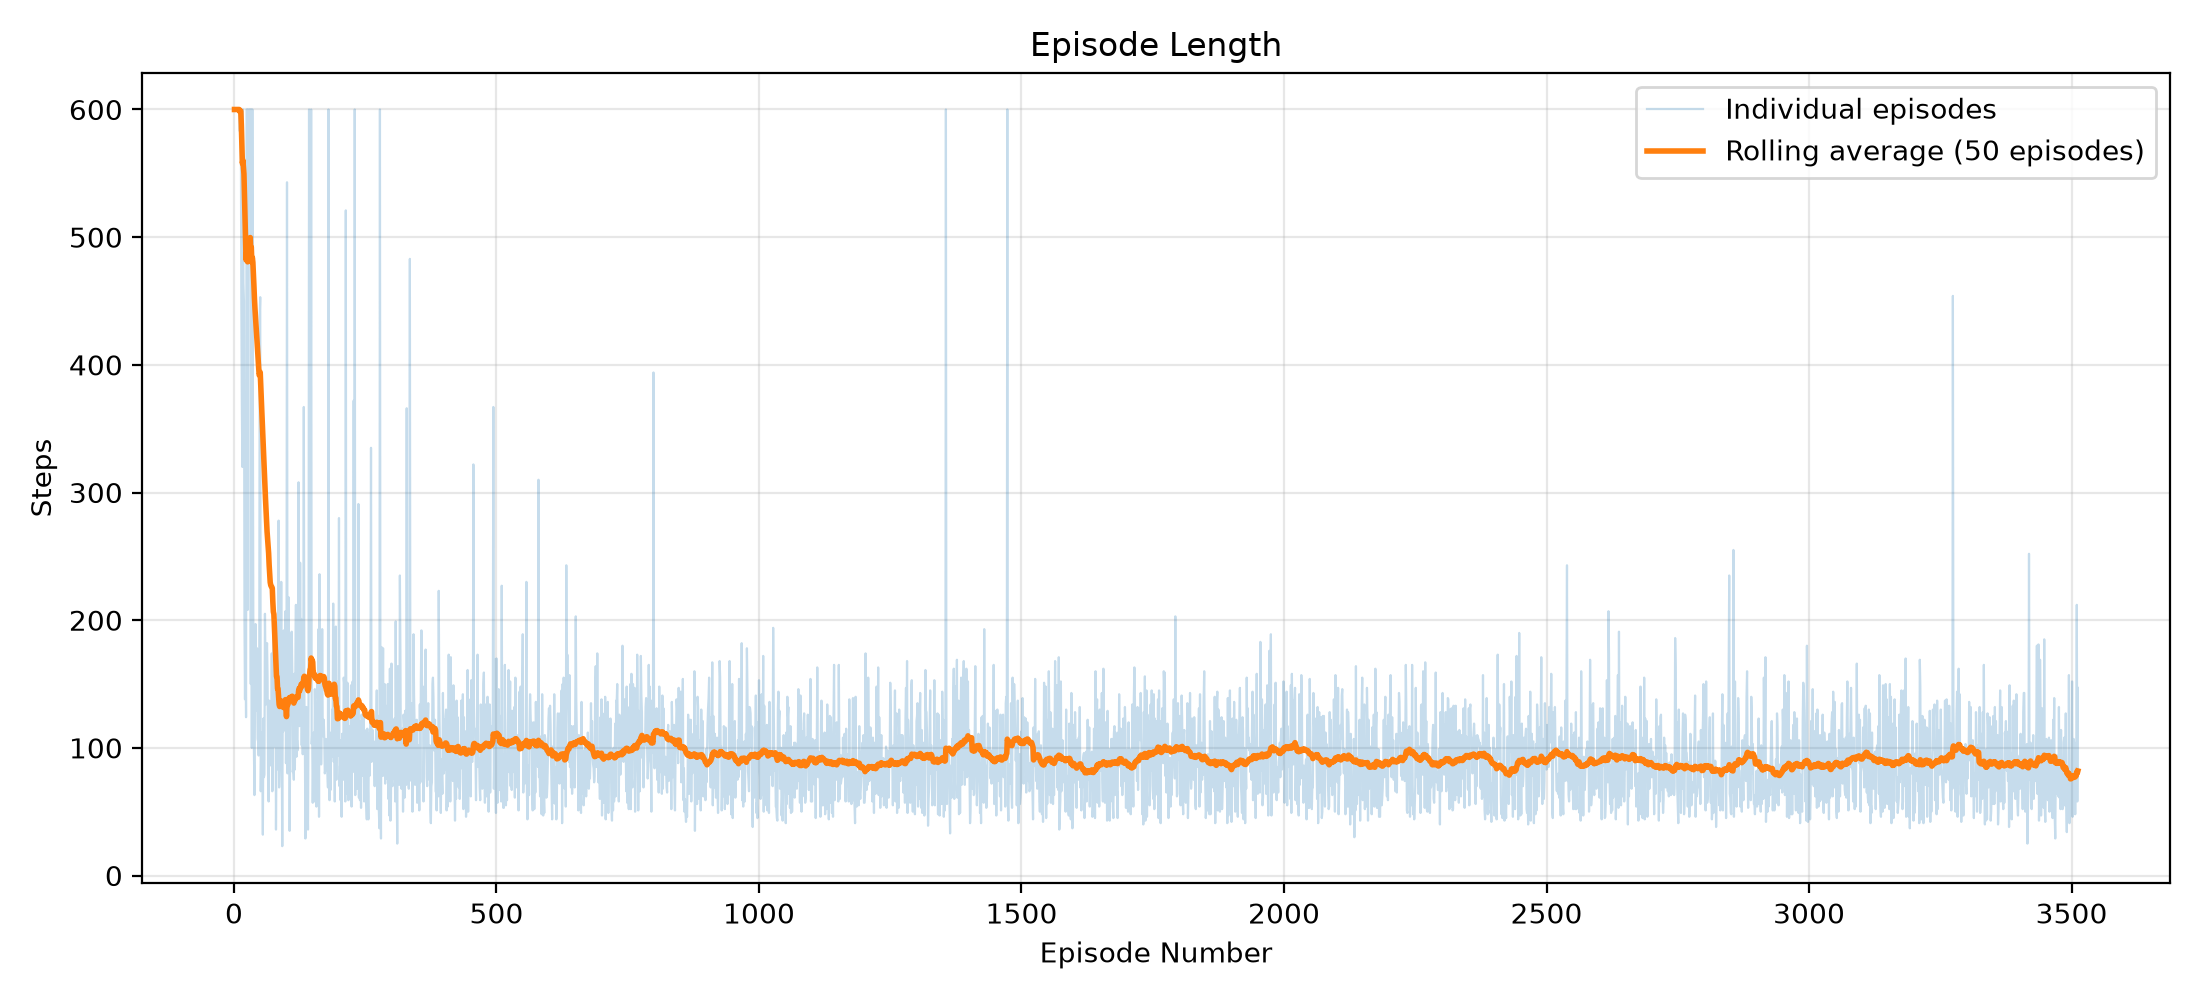 Episode Length
600
500
400
300
200
100
0
Steps
0 500 1000 1500 2000 2500 3000 3500
Episode Number
Individual episodes
Rolling average (50 episodes)